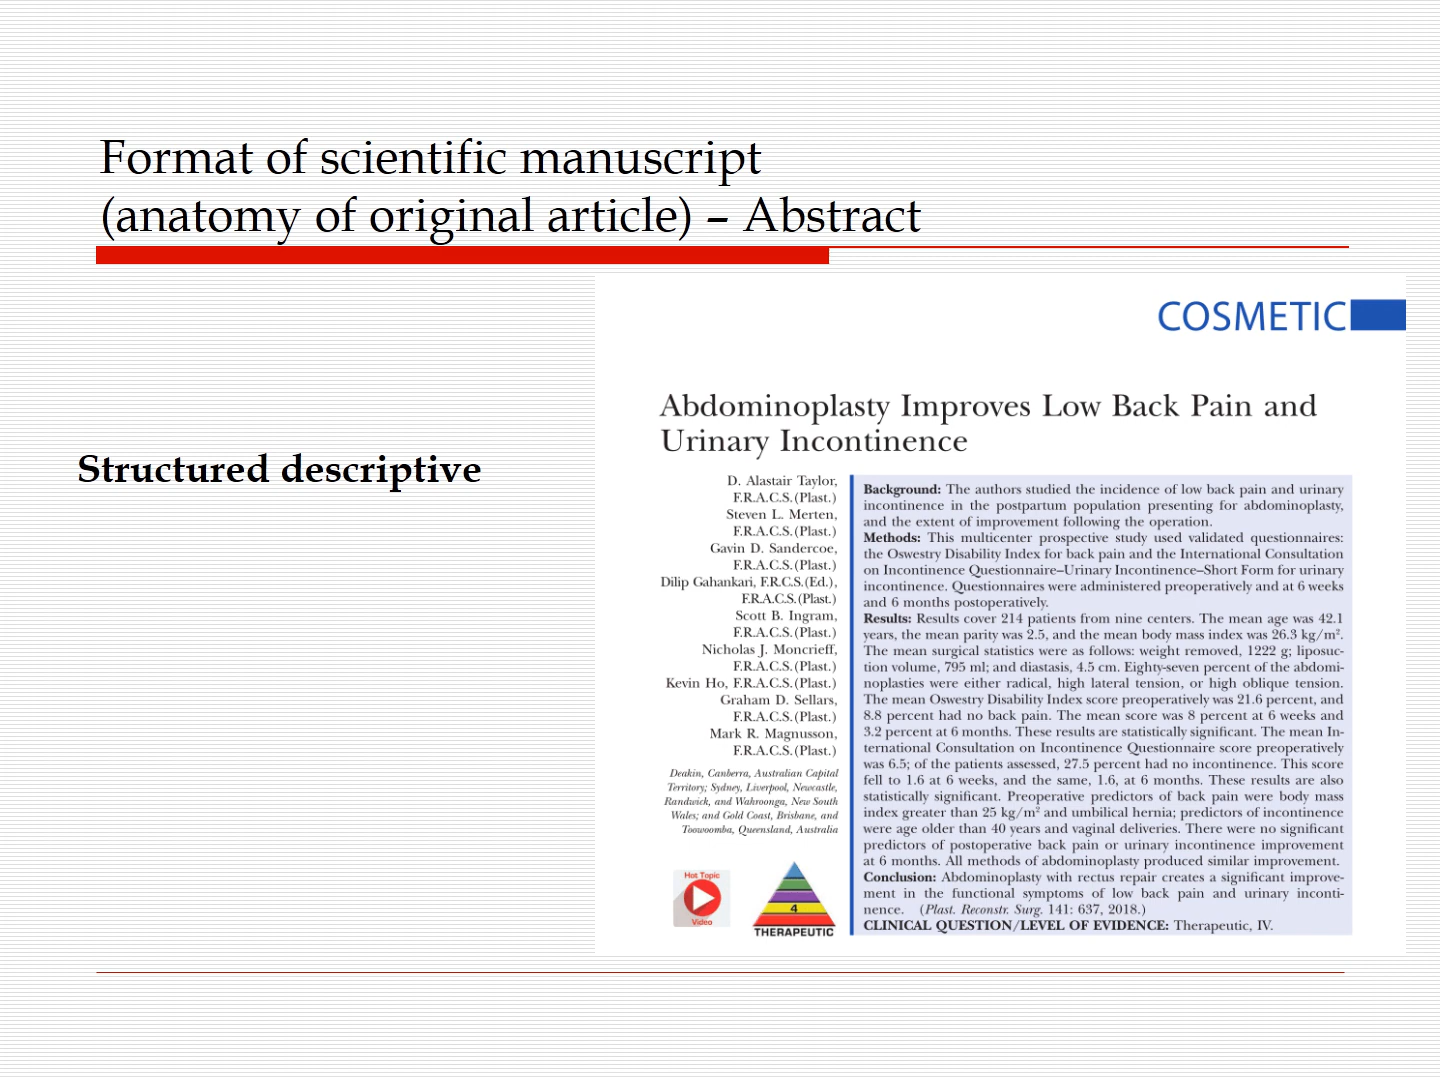 Format of scientific manuscript
(anatomy of original article) – Abstract
Structured descriptive
COSMETIC
Abdominoplasty Improves Low Back Pain and
Urinary Incontinence
D. Alastair Taylor,
F.R.A.C.S.(Plast.)
Steven L. Merten,
F.R.A.C.S.(Plast.)
Gavin D. Sandercoe,
F.R.A.C.S.(Plast.)
Dilip Gahankari, F.R.C.S.(Ed.),
F.R.A.C.S.(Plast.)
Scott B. Ingram,
F.R.A.C.S.(Plast.)
Nicholas J. Moncrieff,
F.R.A.C.S.(Plast.)
Kevin Ho, F.R.A.C.S.(Plast.)
Graham D. Sellars,
F.R.A.C.S.(Plast.)
Mark R. Magnusson,
F.R.A.C.S.(Plast.)
Deakin, Canberra, Australian Capital
Territory; Sydney, Liverpool, Newcastle,
Randwick, and Wahroonga, New South
Wales; and Gold Coast, Brisbane, and
Toowoomba, Queensland, Australia
Hot Topic
Video
4
THERAPEUTIC
Background: The authors studied the incidence of low back pain and urinary
incontinence in the postpartum population presenting for abdominoplasty,
and the extent of improvement following the operation.
Methods: This multicenter prospective study used validated questionnaires:
the Oswestry Disability Index for back pain and the International Consultation
on Incontinence Questionnaire–Urinary Incontinence–Short Form for urinary
incontinence. Questionnaires were administered preoperatively and at 6 weeks
and 6 months postoperatively.
Results: Results cover 214 patients from nine centers. The mean age was 42.1
years, the mean parity was 2.5, and the mean body mass index was 26.3 kg/m².
The mean surgical statistics were as follows: weight removed, 1222 g; liposuc-
tion volume, 795 ml; and diastasis, 4.5 cm. Eighty-seven percent of the abdomi-
noplasties were either radical, high lateral tension, or high oblique tension.
The mean Oswestry Disability Index score preoperatively was 21.6 percent, and
8.8 percent had no back pain. The mean score was 8 percent at 6 weeks and
3.2 percent at 6 months. These results are statistically significant. The mean In-
ternational Consultation on Incontinence Questionnaire score preoperatively
was 6.5; of the patients assessed, 27.5 percent had no incontinence. This score
fell to 1.6 at 6 weeks, and the same, 1.6, at 6 months. These results are also
statistically significant. Preoperative predictors of back pain were body mass
index greater than 25 kg/m² and umbilical hernia; predictors of incontinence
were age older than 40 years and vaginal deliveries. There were no significant
predictors of postoperative back pain or urinary incontinence improvement
at 6 months. All methods of abdominoplasty produced similar improvement.
Conclusion: Abdominoplasty with rectus repair creates a significant improve-
ment in the functional symptoms of low back pain and urinary inconti-
nence. (Plast. Reconstr. Surg. 141: 637, 2018.)
CLINICAL QUESTION/LEVEL OF EVIDENCE: Therapeutic, IV.